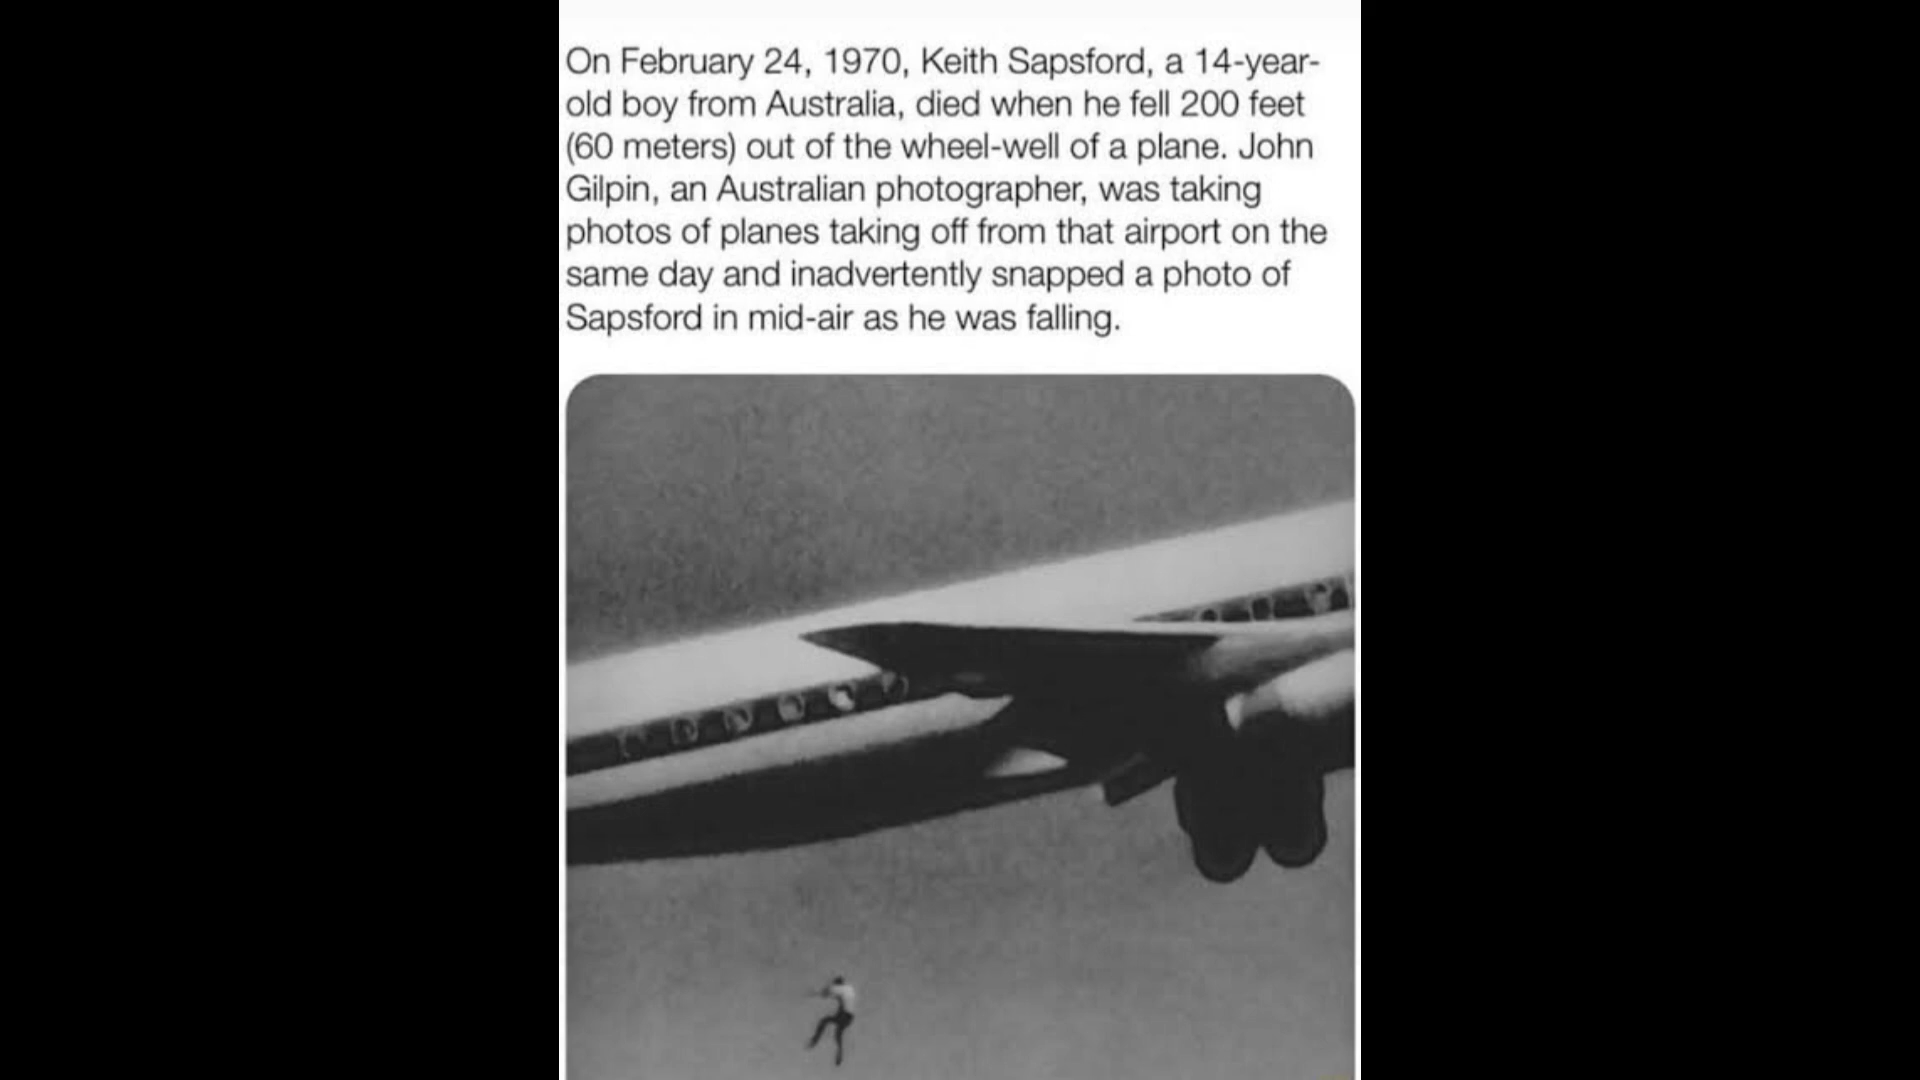 On February 24, 1970, Keith Sapsford, a 14-year-
old boy from Australia, died when he fell 200 feet
(60 meters) out of the wheel-well of a plane. John
Gilpin, an Australian photographer, was taking
photos of planes taking off from that airport on the
same day and inadvertently snapped a photo of
Sapsford in mid-air as he was falling.